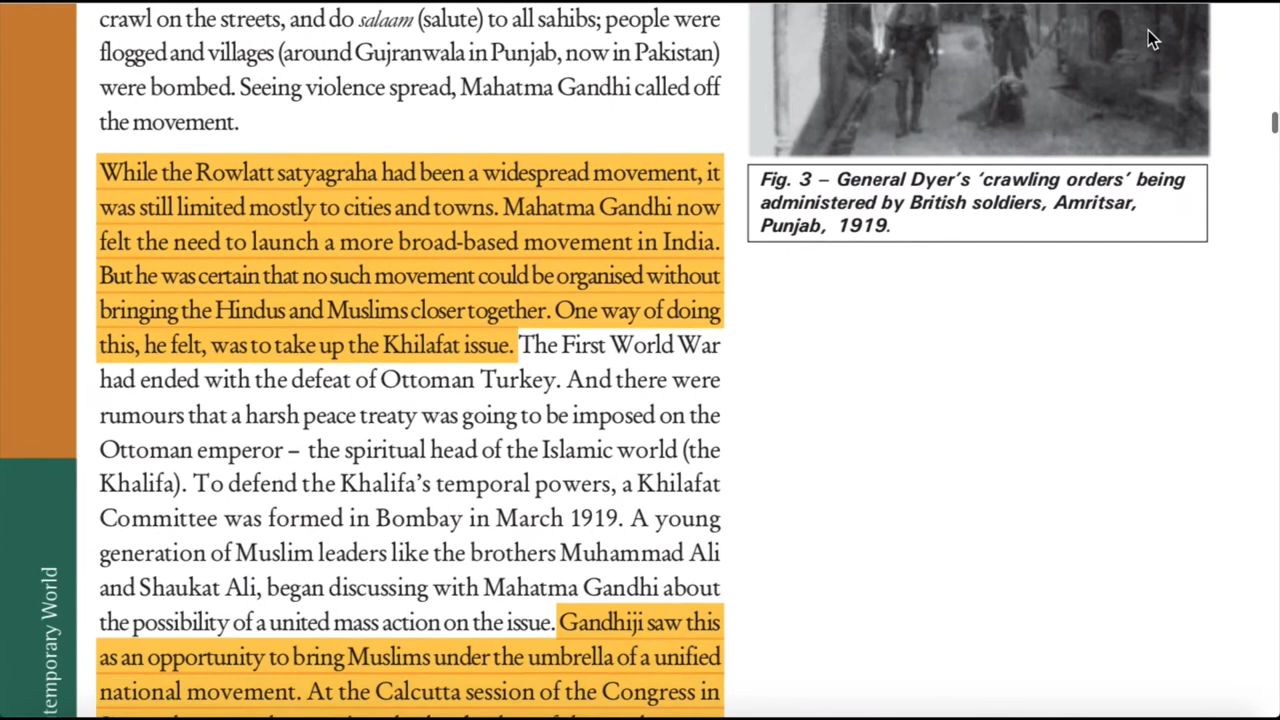 crawl on the streets, and do salaam (salute) to all sahibs; people were
flogged and villages (around Gujranwala in Punjab, now in Pakistan)
were bombed. Seeing violence spread, Mahatma Gandhi called off
the movement.
While the Rowlatt satyagraha had been a widespread movement, it
was still limited mostly to cities and towns. Mahatma Gandhi now
felt the need to launch a more broad-based movement in India.
But he was certain that no such movement could be organised without
bringing the Hindus and Muslims closer together. One way of doing
this, he felt, was to take up the Khilafat issue. The First World War
had ended with the defeat of Ottoman Turkey. And there were
rumours that a harsh peace treaty was going to be imposed on the
Ottoman emperor – the spiritual head of the Islamic world (the
Khalifa). To defend the Khalifa's temporal powers, a Khilafat
Committee was formed in Bombay in March 1919. A young
generation of Muslim leaders like the brothers Muhammad Ali
and Shaukat Ali, began discussing with Mahatma Gandhi about
the possibility of a united mass action on the issue. Gandhiji saw this
as an opportunity to bring Muslims under the umbrella of a unified
national movement. At the Calcutta session of the Congress in
Fig. 3 – General Dyer's 'crawling orders' being
administered by British soldiers, Amritsar,
Punjab, 1919.
temporary World